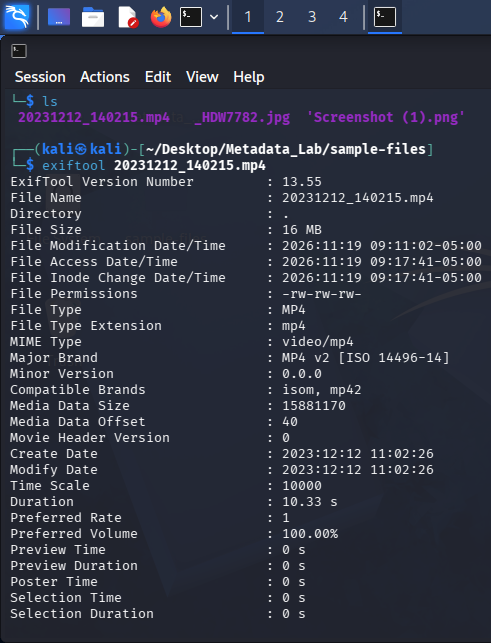 1 2 3 4
Session Actions Edit View Help
└─$ ls
20231212_140215.mp4 _HDW7782.jpg 'Screenshot (1).png'
┌──(kali㉿kali)-[~/Desktop/Metadata_Lab/sample-files]
└─$ exiftool 20231212_140215.mp4
ExifTool Version Number : 13.55
File Name : 20231212_140215.mp4
Directory : .
File Size : 16 MB
File Modification Date/Time : 2026:11:19 09:11:02-05:00
File Access Date/Time : 2026:11:19 09:17:41-05:00
File Inode Change Date/Time : 2026:11:19 09:17:41-05:00
File Permissions : -rw-rw-rw-
File Type : MP4
File Type Extension : mp4
MIME Type : video/mp4
Major Brand : MP4 v2 [ISO 14496-14]
Minor Version : 0.0.0
Compatible Brands : isom, mp42
Media Data Size : 15881170
Media Data Offset : 40
Movie Header Version : 0
Create Date : 2023:12:12 11:02:26
Modify Date : 2023:12:12 11:02:26
Time Scale : 10000
Duration : 10.33 s
Preferred Rate : 1
Preferred Volume : 100.00%
Preview Time : 0 s
Preview Duration : 0 s
Poster Time : 0 s
Selection Time : 0 s
Selection Duration : 0 s